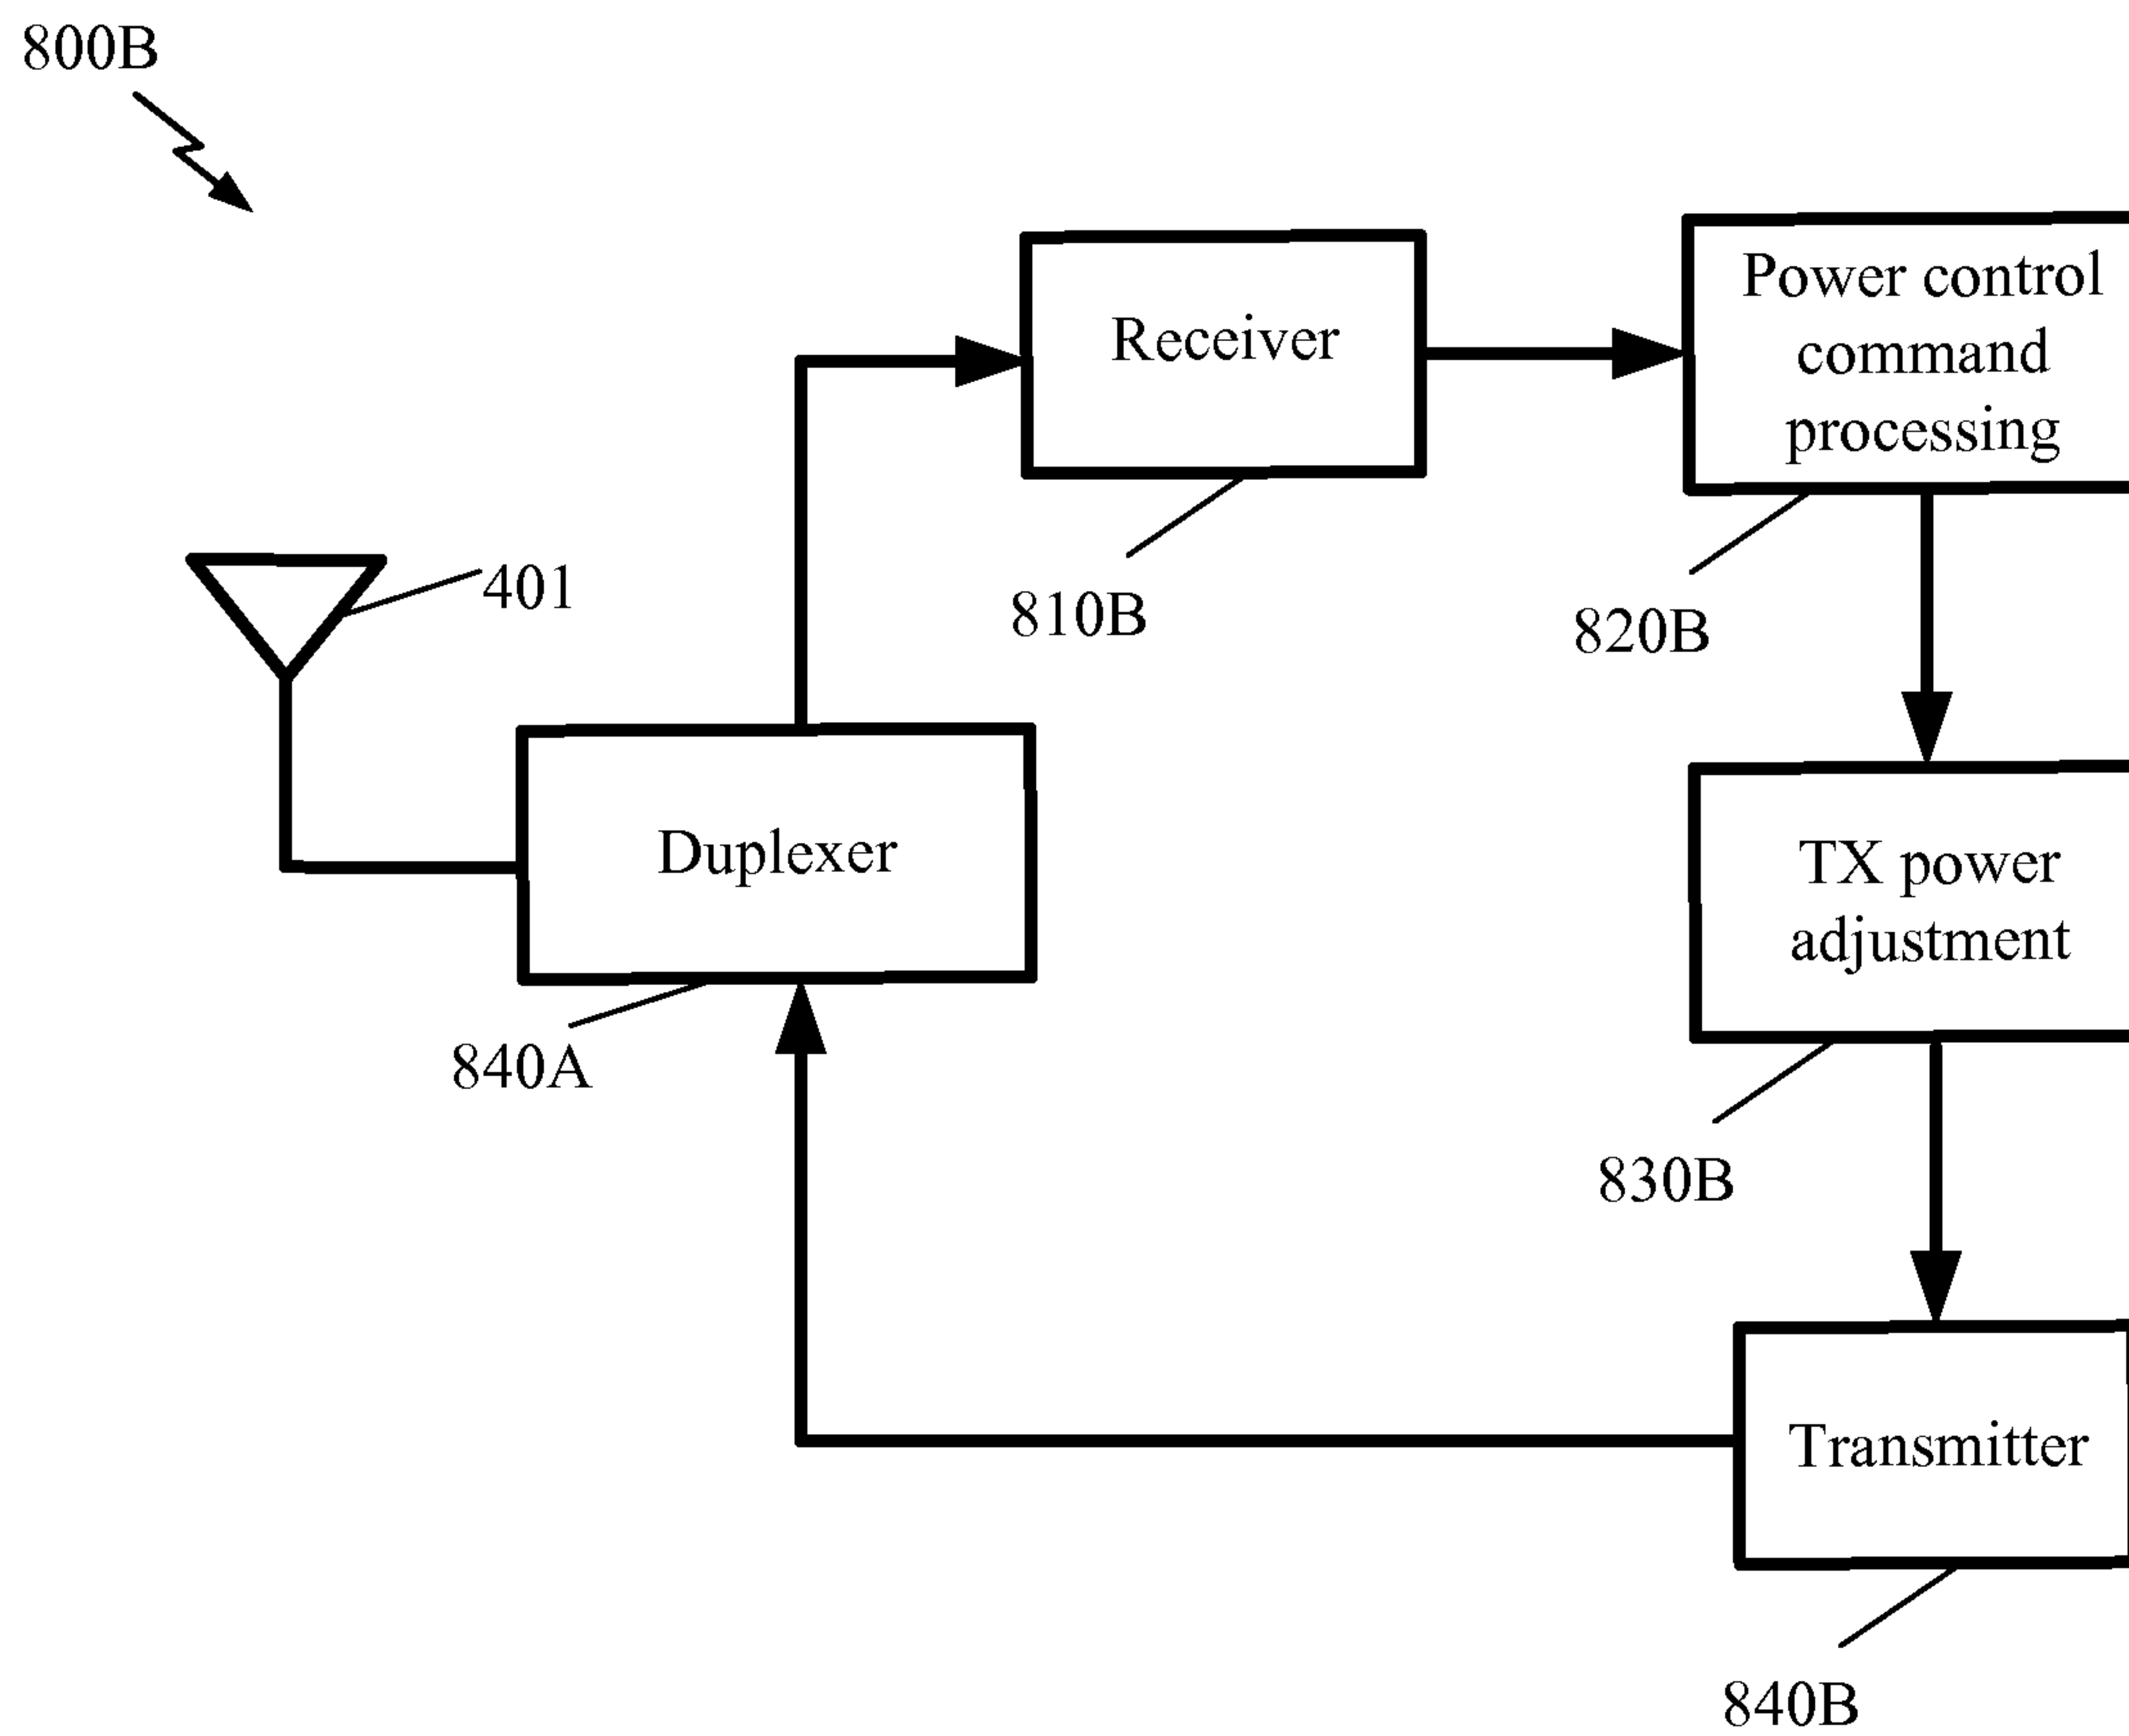 800B
Receiver
Power control
command
processing
401
810B
820B
Duplexer
TX power
adjustment
840A
830B
Transmitter
840B